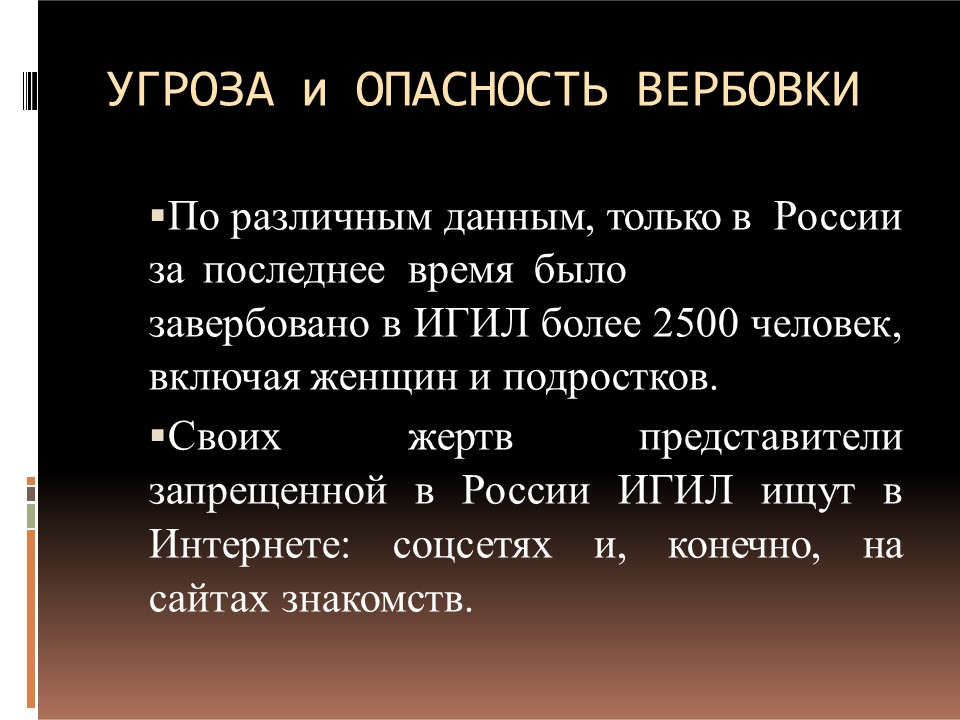 УГРОЗА и ОПАСНОСТЬ ВЕРБОВКИ
▪По различным данным, только в России
за последнее время было
завербовано в ИГИЛ более 2500 человек,
включая женщин и подростков.
▪Своих жертв представители
запрещенной в России ИГИЛ ищут в
Интернете: соцсетях и, конечно, на
сайтах знакомств.